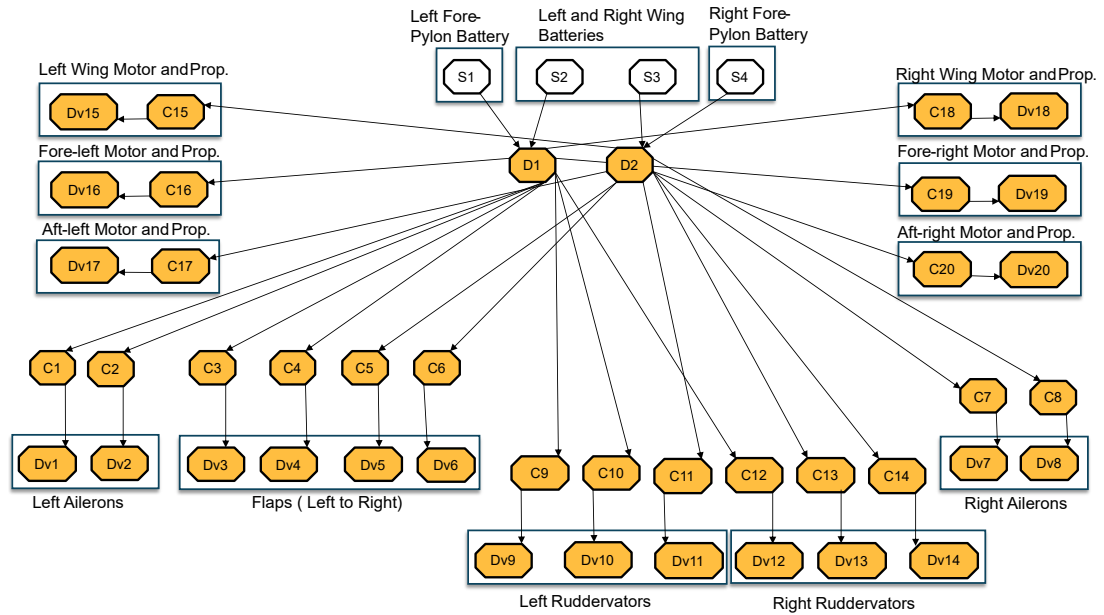 Left Fore-
Pylon Battery
Left and Right Wing
Batteries
Right Fore-
Pylon Battery
S1
S2
S3
S4
Left Wing Motor and Prop.
Dv15
C15
Right Wing Motor and Prop.
C18
Dv18
D1
D2
Fore-left Motor and Prop.
Dv16
C16
Fore-right Motor and Prop.
C19
Dv19
Aft-left Motor and Prop.
Dv17
C17
Aft-right Motor and Prop.
C20
Dv20
C1
C2
C3
C4
C5
C6
C7
C8
Dv1
Dv2
Dv3
Dv4
Dv5
Dv6
Dv7
Dv8
Left Ailerons
Flaps ( Left to Right)
Right Ailerons
C9
C10
C11
C12
C13
C14
Dv9
Dv10
Dv11
Dv12
Dv13
Dv14
Left Ruddervators
Right Ruddervators